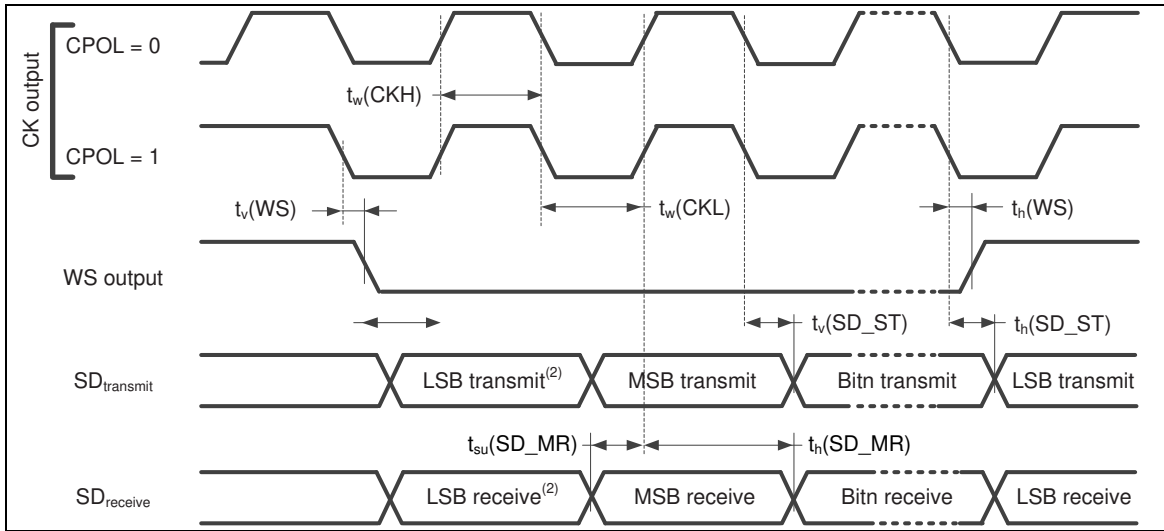 CK output
CPOL = 0
tw(CKH)
CPOL = 1
tv(WS)
tw(CKL)
th(WS)
WS output
tv(SD_ST)
th(SD_ST)
SDtransmit
LSB transmit(2)
MSB transmit
Bitn transmit
LSB transmit
tsu(SD_MR)
th(SD_MR)
SDreceive
LSB receive(2)
MSB receive
Bitn receive
LSB receive